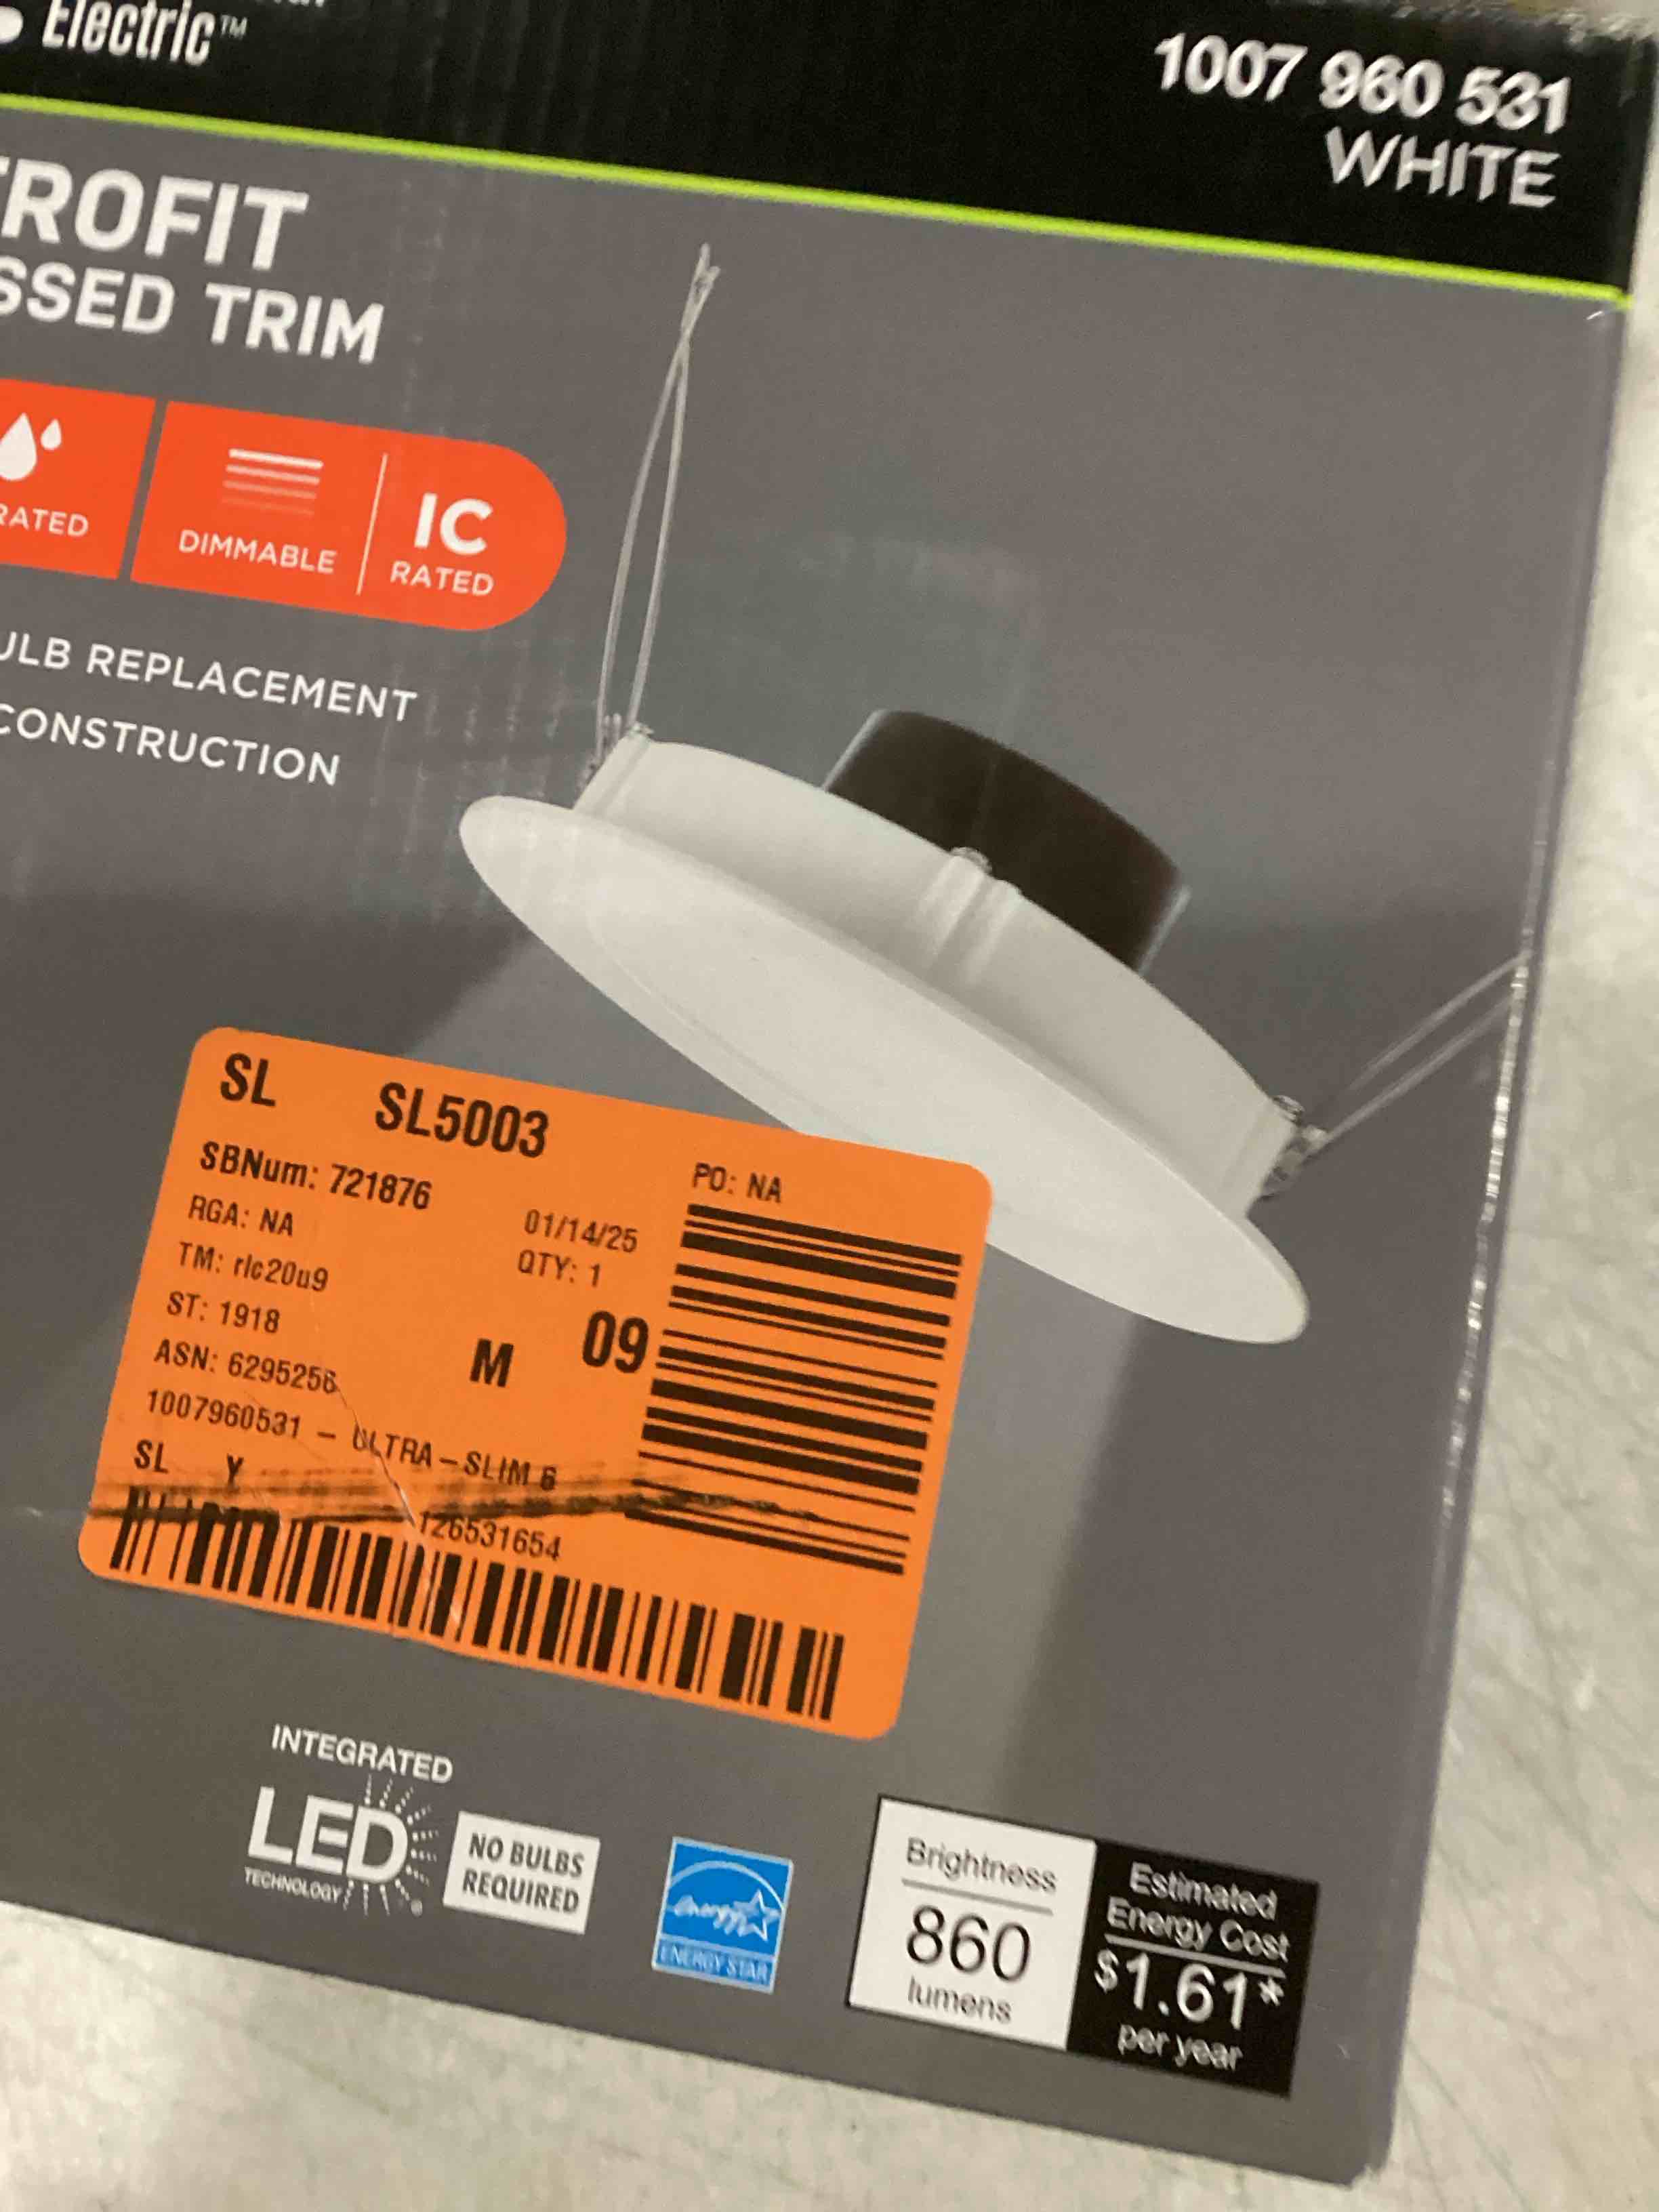 Electric™
1007 960 531
WHITE
ROFIT
SSED TRIM
RATED
DIMMABLE
IC
RATED
ULB REPLACEMENT
CONSTRUCTION
SL SL5003
SBNum: 721876
PO: NA
RGA: NA
01/14/25
TM: rlc20u9
QTY: 1
ST: 1918
M 09
ASN: 6295256
1007960531 - ULTRA-SLIM 6
SL Y
126531654
INTEGRATED
LED
TECHNOLOGY
NO BULBS
REQUIRED
energy
ENERGY STAR
Brightness
860
lumens
Estimated
Energy Cost
$1.61*
per year